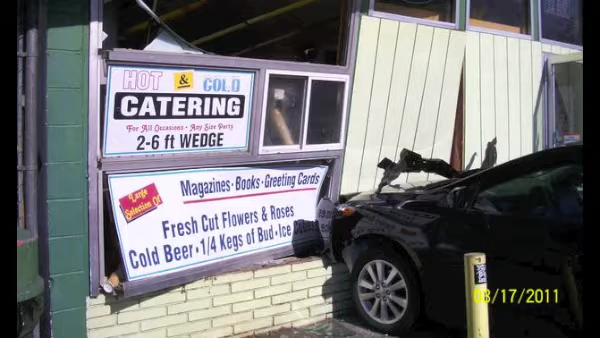 HOT & COLD
CATERING
For All Occasions • Any Size Party
2-6 ft WEDGE
Large
Selection Of
Magazines • Books • Greeting Cards
Fresh Cut Flowers & Roses
Cold Beer • 1/4 Kegs of Bud • Ice
03/17/2011